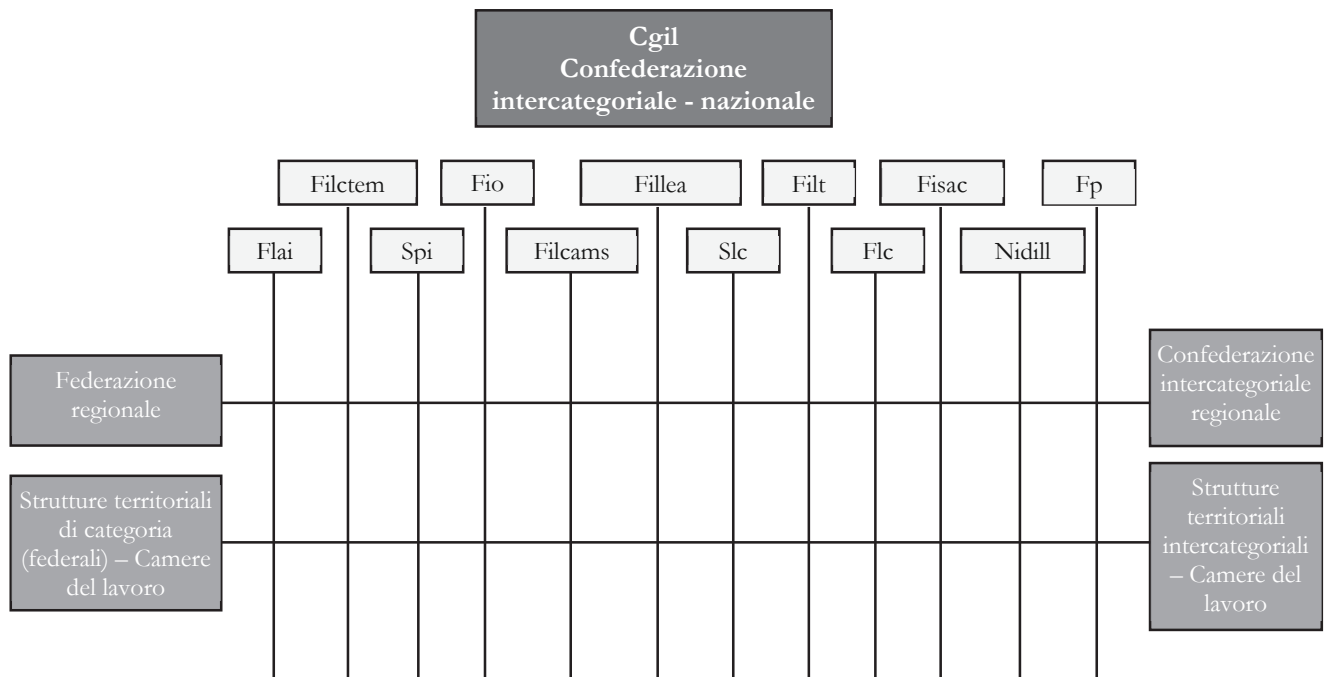 Cgil
Confederazione
intercategoriale - nazionale
Filctem
Fio
Fillea
Filt
Fisac
Fp
Flai
Spi
Filcams
Slc
Flc
Nidill
Federazione
regionale
Confederazione
intercategoriale
regionale
Strutture territoriali
di categoria
(federali) – Camere
del lavoro
Strutture
territoriali
intercategoriali
– Camere del
lavoro